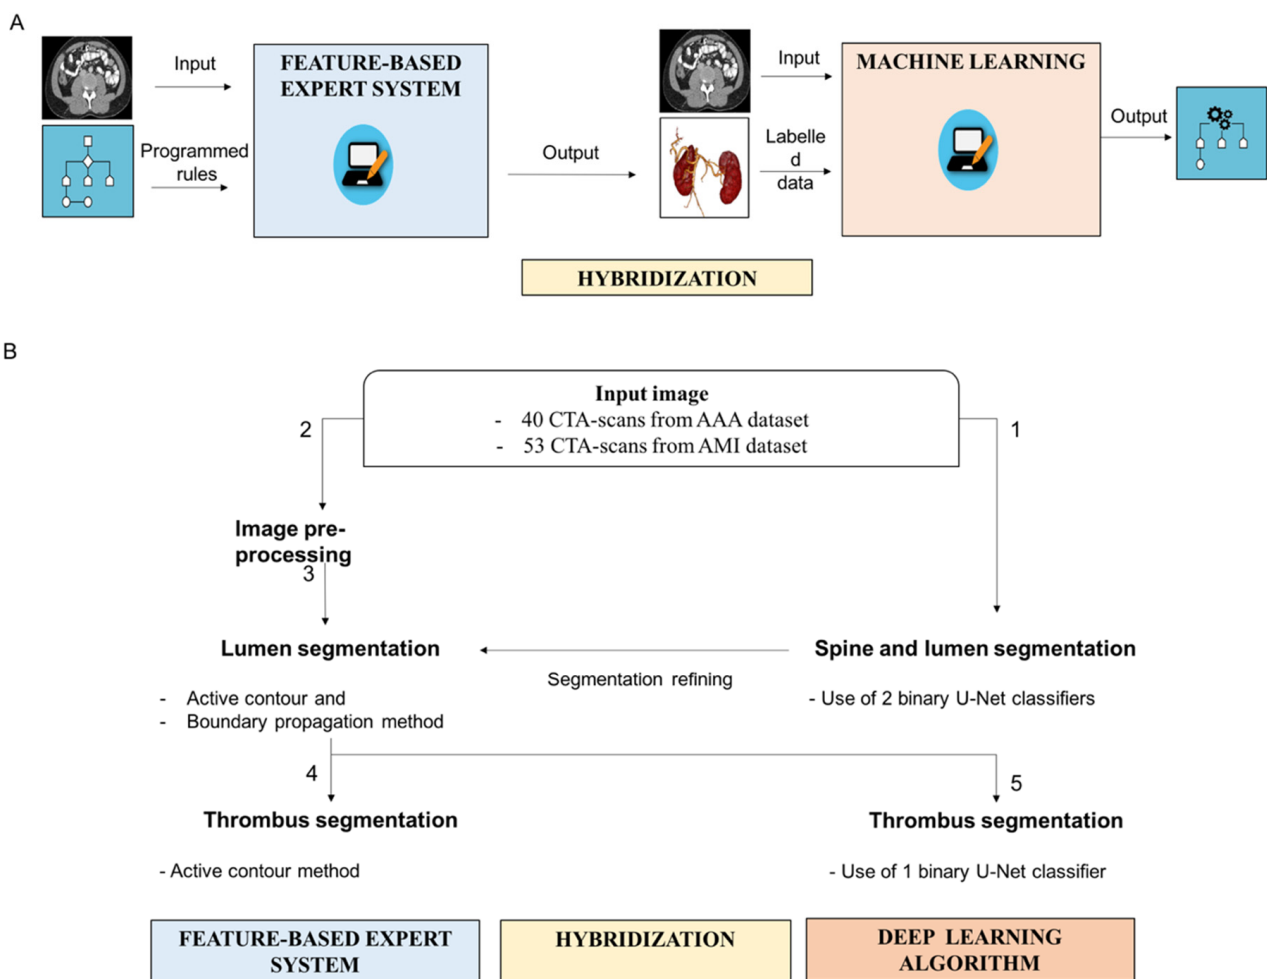 A
Input
Programmed
rules
FEATURE-BASED
EXPERT SYSTEM
Output
Input
Labelle
d
data
MACHINE LEARNING
Output
HYBRIDIZATION
B
Input image
- 40 CTA-scans from AAA dataset
- 53 CTA-scans from AMI dataset
2
1
Image pre-
processing
3
Lumen segmentation
- Active contour and
- Boundary propagation method
Segmentation refining
Spine and lumen segmentation
- Use of 2 binary U-Net classifiers
4
5
Thrombus segmentation
- Active contour method
Thrombus segmentation
- Use of 1 binary U-Net classifier
FEATURE-BASED EXPERT
SYSTEM
HYBRIDIZATION
DEEP LEARNING
ALGORITHM